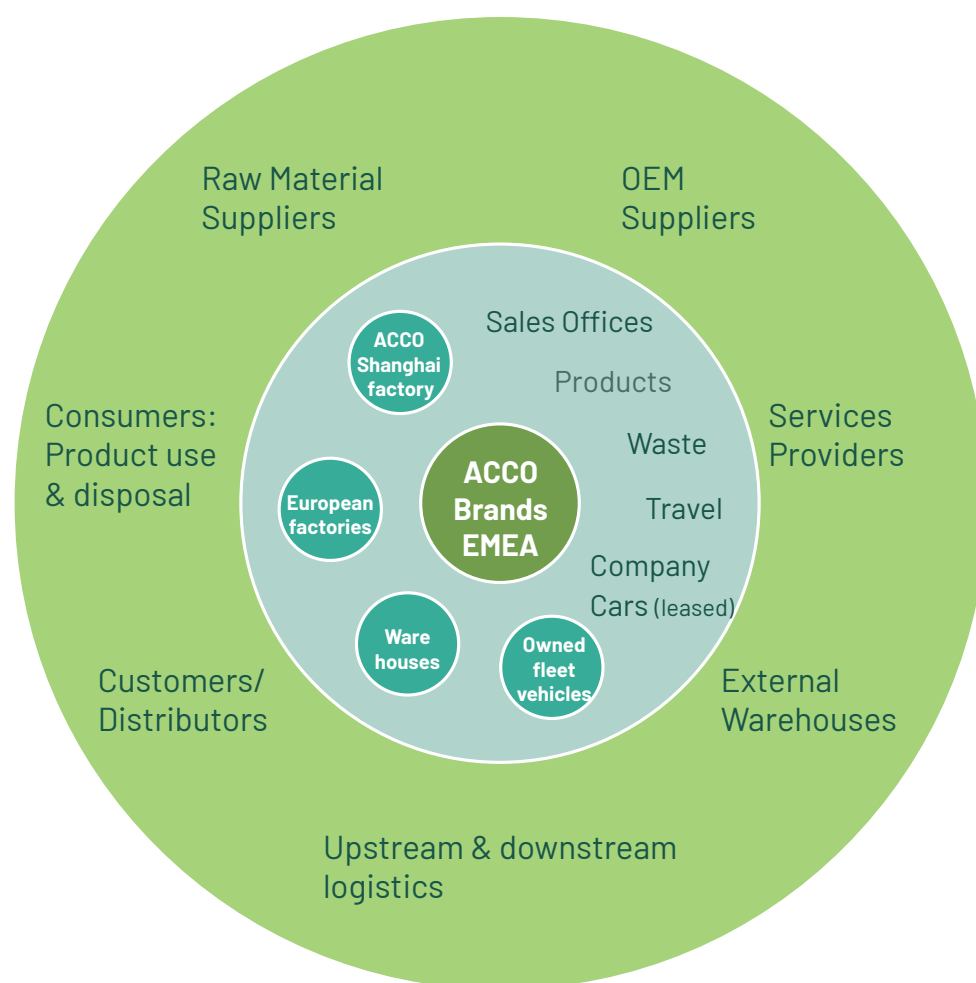 Raw Material
Suppliers
OEM
Suppliers
Sales Offices
ACCO
Shanghai
factory
Products
Consumers:
Product use
& disposal
Services
Providers
Waste
ACCO
Brands
EMEA
European
factories
Travel
Company
Cars (leased)
Ware
houses
Owned
fleet
vehicles
Customers/
Distributors
External
Warehouses
Upstream & downstream
logistics